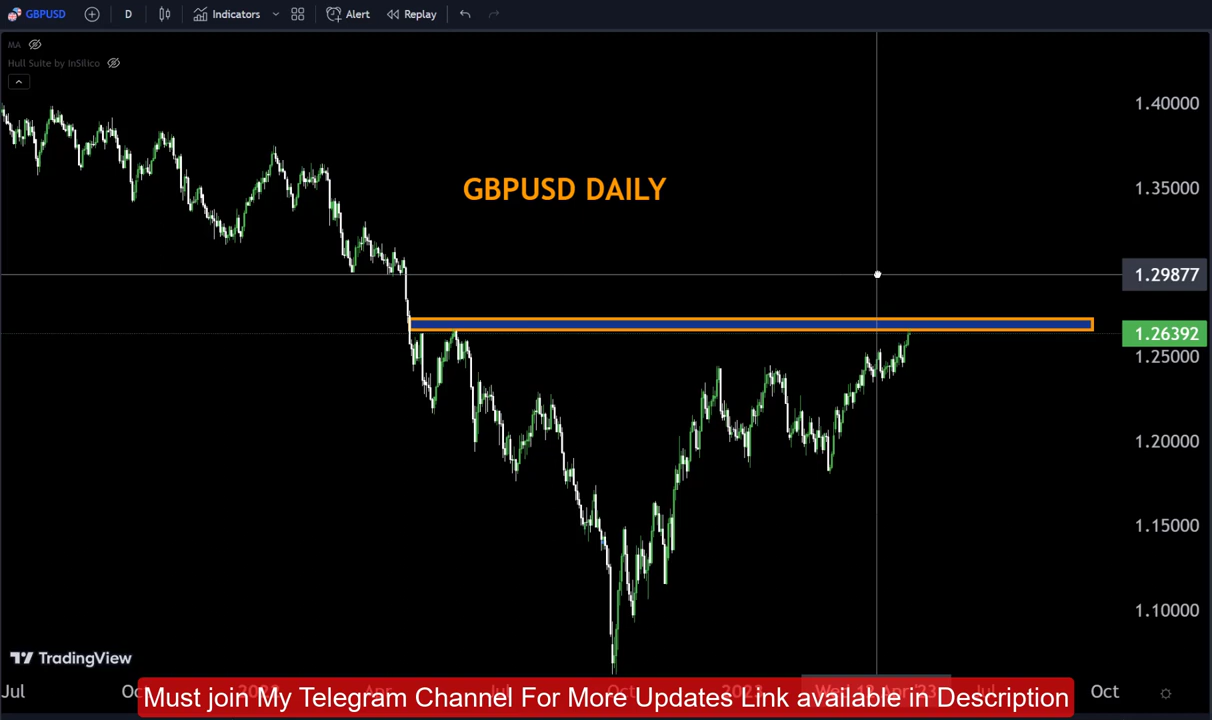 GBPUSD D Indicators Alert Replay
MA
Hull Suite by InSilico
1.40000
GBPUSD DAILY
1.35000
1.29877
1.26392
1.25000
1.20000
1.15000
1.10000
TradingView
Jul Oct
Must join My Telegram Channel For More Updates Link available in Description